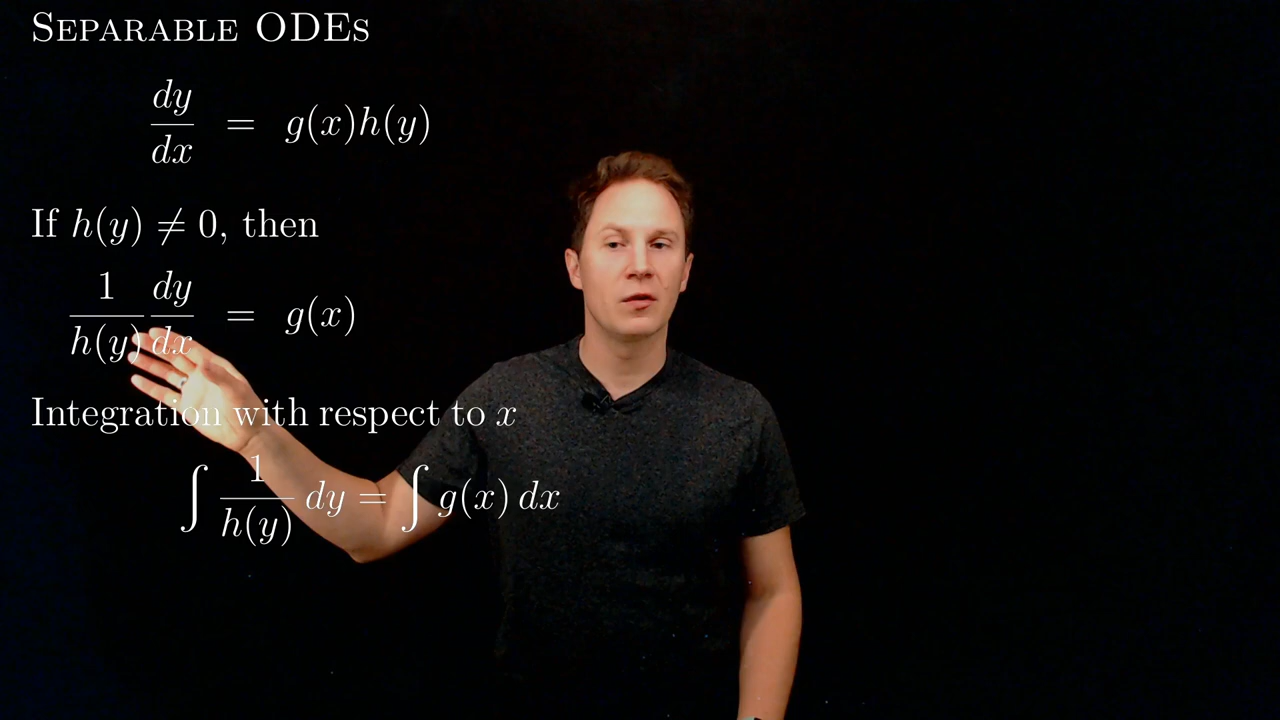 Separable ODEs
dy/dx = g(x)h(y)
If h(y) ≠ 0, then
1/h(y) dy/dx = g(x)
Integration with respect to x
∫ 1/h(y) dy = ∫ g(x) dx